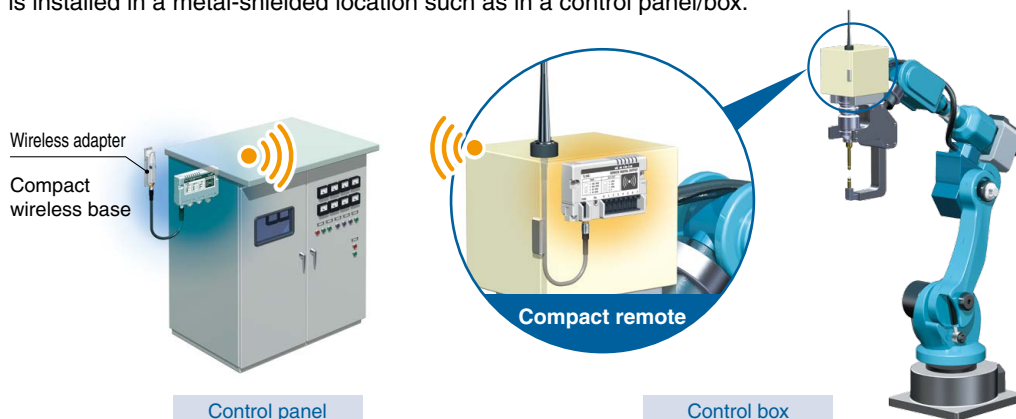 is installed in a metal-shielded location such as in a control panel/box.
Wireless adapter
Compact
wireless base
Compact remote
Control panel
Control box